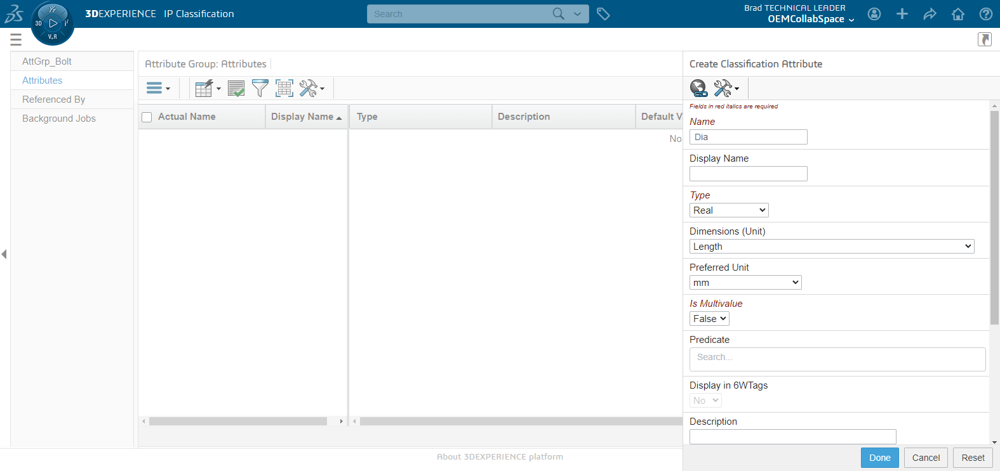 3DEXPERIENCE IP Classification
Search
Brad TECHNICAL LEADER
OEMCollabSpace
3D
V.R
AttGrp_Bolt
Attributes
Referenced By
Background Jobs
Attribute Group: Attributes
Actual Name
Display Name
Type
Description
Default V
No
Create Classification Attribute
Fields in red italics are required
Name
Dia
Display Name
Type
Real
Dimensions (Unit)
Length
Preferred Unit
mm
Is Multivalue
False
Predicate
Search...
Display in 6WTags
No
Description
Done
Cancel
Reset
About 3DEXPERIENCE platform